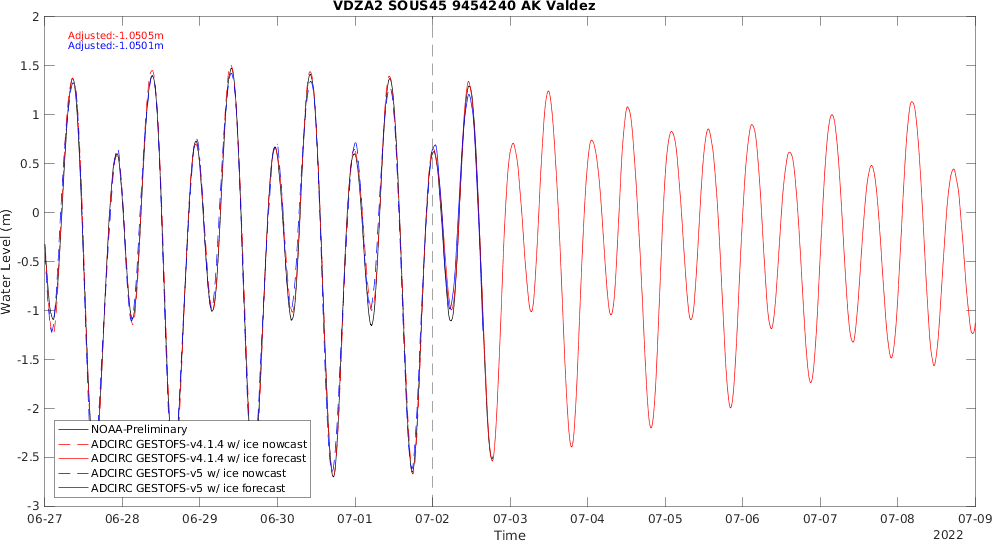 VDZA2 SOUS45 9454240 AK Valdez
Adjusted:-1.0505m
Adjusted:-1.0501m
2
1.5
1
0.5
0
-0.5
-1
-1.5
-2
-2.5
-3
Water Level (m)
NOAA-Preliminary
ADCIRC GESTOFS-v4.1.4 w/ ice nowcast
ADCIRC GESTOFS-v4.1.4 w/ ice forecast
ADCIRC GESTOFS-v5 w/ ice nowcast
ADCIRC GESTOFS-v5 w/ ice forecast
06-27 06-28 06-29 06-30 07-01 07-02 07-03 07-04 07-05 07-06 07-07 07-08 07-09
Time
2022